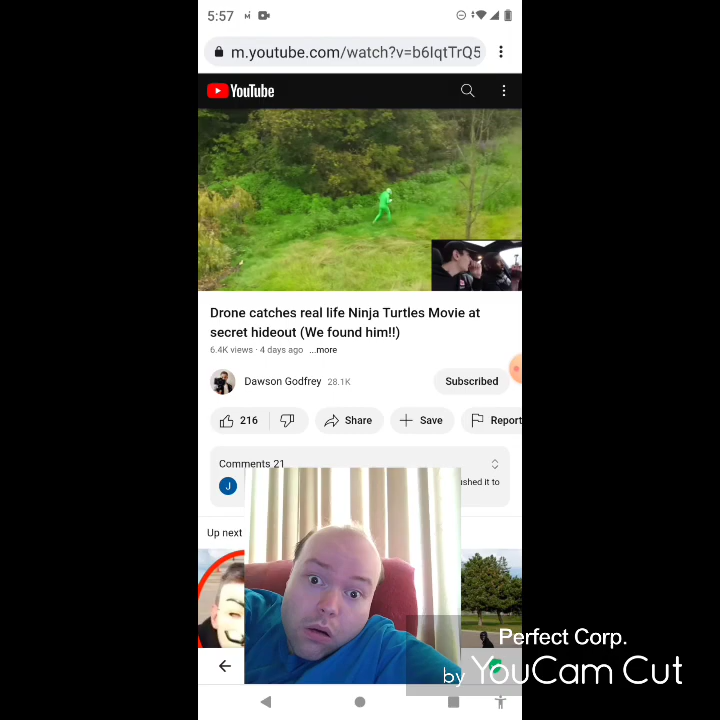 5:57
m.youtube.com/watch?v=b6IqtTrQ5
YouTube
Drone catches real life Ninja Turtles Movie at
secret hideout (We found him!!)
6.4K views · 4 days ago ...more
Dawson Godfrey 28.1K Subscribed
216 Share Save Report
Comments 21
J ushed it to
Up next
Perfect Corp.
by YouCam Cut